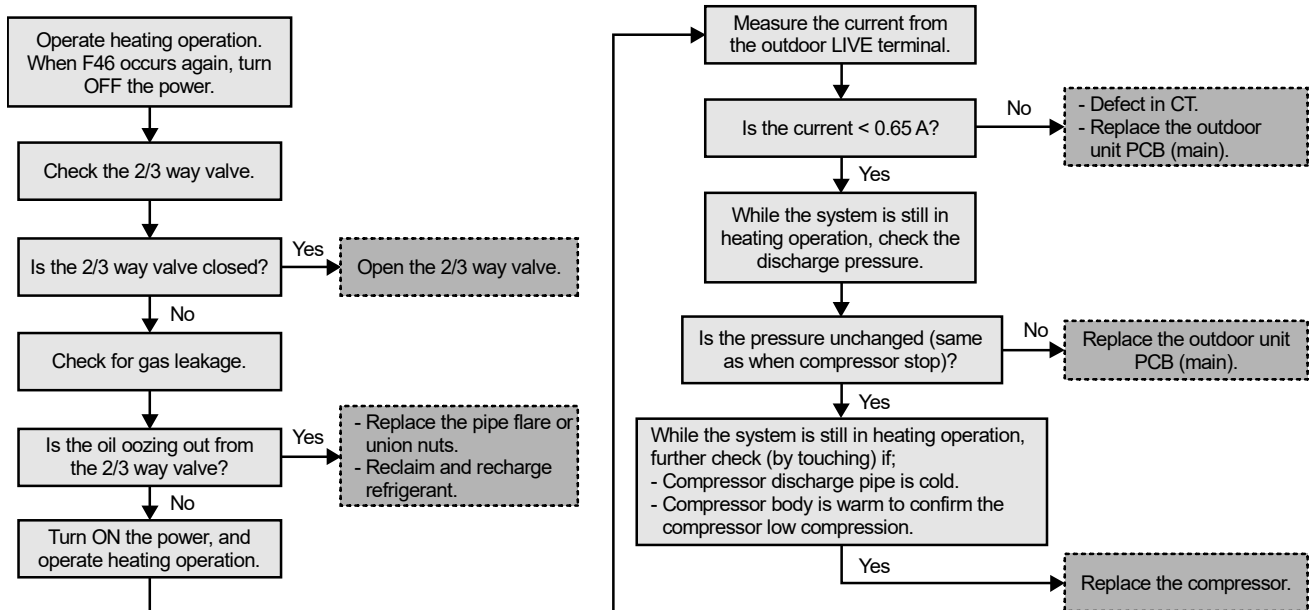 Operate heating operation.
When F46 occurs again, turn
OFF the power.
Check the 2/3 way valve.
Is the 2/3 way valve closed?
Yes
Open the 2/3 way valve.
No
Check for gas leakage.
Is the oil oozing out from
the 2/3 way valve?
Yes
- Replace the pipe flare or
union nuts.
- Reclaim and recharge
refrigerant.
No
Turn ON the power, and
operate heating operation.
Measure the current from
the outdoor LIVE terminal.
Is the current < 0.65 A?
No
- Defect in CT.
- Replace the outdoor
unit PCB (main).
Yes
While the system is still in
heating operation, check the
discharge pressure.
Is the pressure unchanged (same
as when compressor stop)?
No
Replace the outdoor unit
PCB (main).
Yes
While the system is still in heating operation,
further check (by touching) if;
- Compressor discharge pipe is cold.
- Compressor body is warm to confirm the
compressor low compression.
Yes
Replace the compressor.